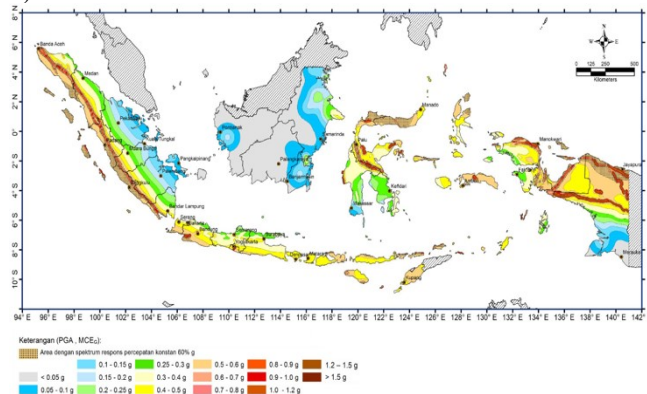 8° N
6° N
4° N
2° N
0°
2° S
4° S
6° S
8° S
10° S
Banda Aceh
Medan
Pekanbaru
Padang
Muara Bungo
Palembang
Bengkulu
Pangkalpinang
Bandar Lampung
Serang
Bandung
Semarang
Yogyakarta
Pontianak
Palangkaraya
Banjarmasin
Samarinda
Manado
Palu
Kendari
Makassar
Denpasar
Mataram
Kupang
Manokwari
Jayapura
Merauke
N
W
E
S
0 125 250 500
Kilometers
94° E 96° E 98° E 100° E 102° E 104° E 106° E 108° E 110° E 112° E 114° E 116° E 118° E 120° E 122° E 124° E 126° E 128° E 130° E 132° E 134° E 136° E 138° E 140° E 142° E
Keterangan (PGA , MCEG):
Area dengan spektrum respons percepatan konstan 60% g
< 0.05 g
0.05 - 0.1 g
0.1 - 0.15 g
0.15 - 0.2 g
0.2 - 0.25 g
0.25 - 0.3 g
0.3 - 0.4 g
0.4 - 0.5 g
0.5 - 0.6 g
0.6 - 0.7 g
0.7 - 0.8 g
0.8 - 0.9 g
0.9 - 1.0 g
1.0 - 1.2 g
1.2 – 1.5 g
> 1.5 g